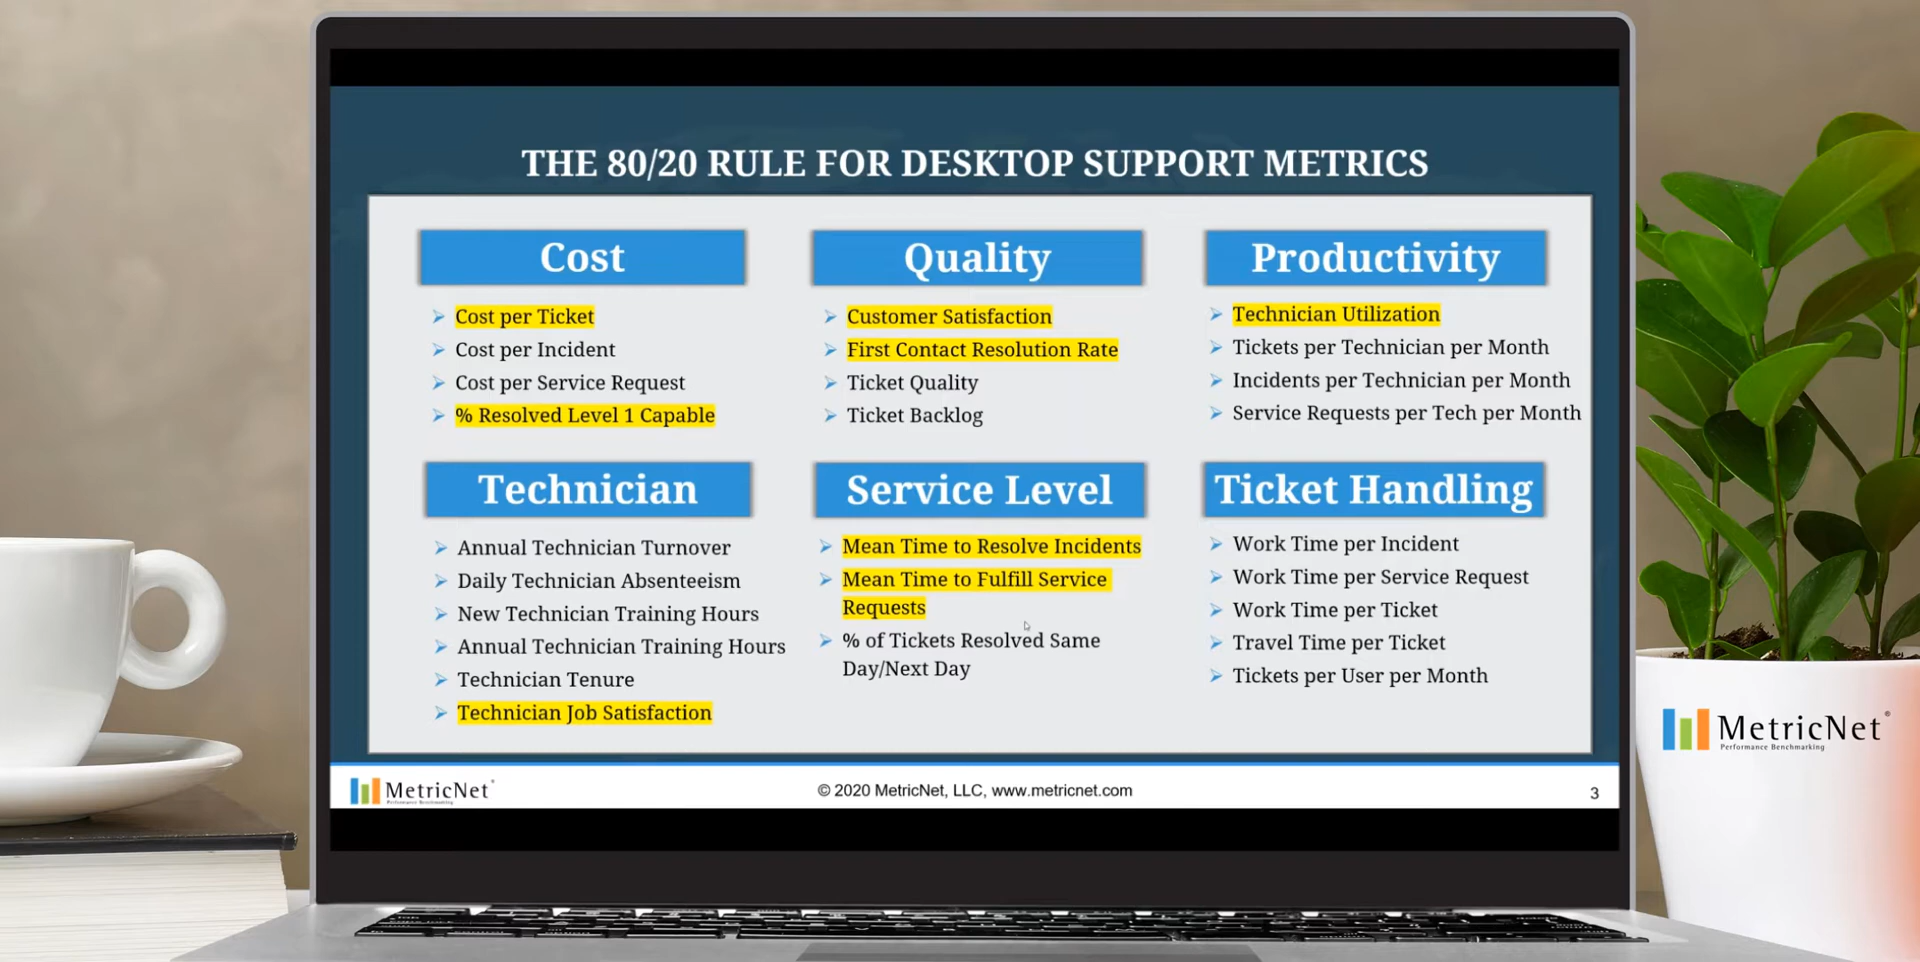 THE 80/20 RULE FOR DESKTOP SUPPORT METRICS
Cost
Cost per Ticket
Cost per Incident
Cost per Service Request
% Resolved Level 1 Capable
Quality
Customer Satisfaction
First Contact Resolution Rate
Ticket Quality
Ticket Backlog
Productivity
Technician Utilization
Tickets per Technician per Month
Incidents per Technician per Month
Service Requests per Tech per Month
Technician
Annual Technician Turnover
Daily Technician Absenteeism
New Technician Training Hours
Annual Technician Training Hours
Technician Tenure
Technician Job Satisfaction
Service Level
Mean Time to Resolve Incidents
Mean Time to Fulfill Service
Requests
% of Tickets Resolved Same
Day/Next Day
Ticket Handling
Work Time per Incident
Work Time per Service Request
Work Time per Ticket
Travel Time per Ticket
Tickets per User per Month
MetricNet
Performance Benchmarking
© 2020 MetricNet, LLC, www.metricnet.com
3
MetricNet®
Performance Benchmarking